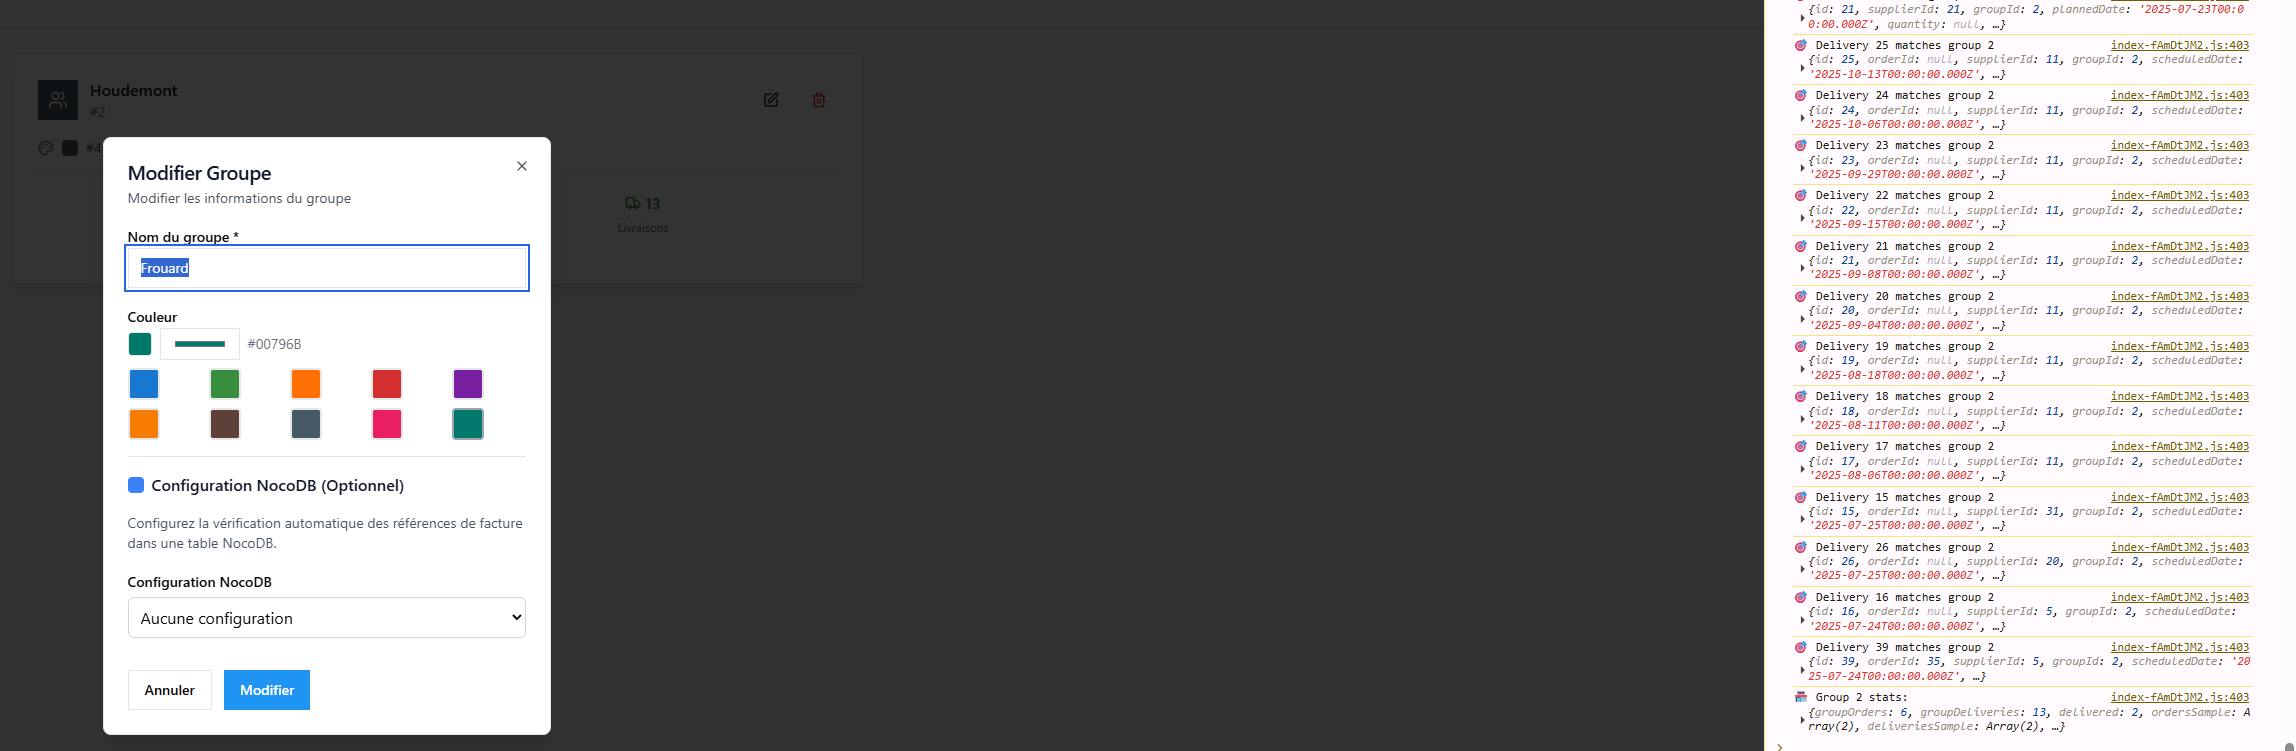 Houdemont
#2
#4
13
Livraisons
Modifier Groupe
Modifier les informations du groupe
Nom du groupe *
Frouard
Couleur
#00796B
Configuration NocoDB (Optionnel)
Configurez la vérification automatique des références de facture
dans une table NocoDB.
Configuration NocoDB
Aucune configuration
Annuler
Modifier
{id: 21, supplierId: 21, groupId: 2, plannedDate: '2025-07-23T00:0
0:00.000Z', quantity: null, …}
Delivery 25 matches group 2 index-fAmDtJM2.js:403
{id: 25, orderId: null, supplierId: 11, groupId: 2, scheduledDate:
'2025-10-13T00:00:00.000Z', …}
Delivery 24 matches group 2 index-fAmDtJM2.js:403
{id: 24, orderId: null, supplierId: 11, groupId: 2, scheduledDate:
'2025-10-06T00:00:00.000Z', …}
Delivery 23 matches group 2 index-fAmDtJM2.js:403
{id: 23, orderId: null, supplierId: 11, groupId: 2, scheduledDate:
'2025-09-29T00:00:00.000Z', …}
Delivery 22 matches group 2 index-fAmDtJM2.js:403
{id: 22, orderId: null, supplierId: 11, groupId: 2, scheduledDate:
'2025-09-15T00:00:00.000Z', …}
Delivery 21 matches group 2 index-fAmDtJM2.js:403
{id: 21, orderId: null, supplierId: 11, groupId: 2, scheduledDate:
'2025-09-08T00:00:00.000Z', …}
Delivery 20 matches group 2 index-fAmDtJM2.js:403
{id: 20, orderId: null, supplierId: 11, groupId: 2, scheduledDate:
'2025-09-04T00:00:00.000Z', …}
Delivery 19 matches group 2 index-fAmDtJM2.js:403
{id: 19, orderId: null, supplierId: 11, groupId: 2, scheduledDate:
'2025-08-18T00:00:00.000Z', …}
Delivery 18 matches group 2 index-fAmDtJM2.js:403
{id: 18, orderId: null, supplierId: 11, groupId: 2, scheduledDate:
'2025-08-11T00:00:00.000Z', …}
Delivery 17 matches group 2 index-fAmDtJM2.js:403
{id: 17, orderId: null, supplierId: 11, groupId: 2, scheduledDate:
'2025-08-06T00:00:00.000Z', …}
Delivery 15 matches group 2 index-fAmDtJM2.js:403
{id: 15, orderId: null, supplierId: 31, groupId: 2, scheduledDate:
'2025-07-25T00:00:00.000Z', …}
Delivery 26 matches group 2 index-fAmDtJM2.js:403
{id: 26, orderId: null, supplierId: 20, groupId: 2, scheduledDate:
'2025-07-25T00:00:00.000Z', …}
Delivery 16 matches group 2 index-fAmDtJM2.js:403
{id: 16, orderId: null, supplierId: 5, groupId: 2, scheduledDate:
'2025-07-24T00:00:00.000Z', …}
Delivery 39 matches group 2 index-fAmDtJM2.js:403
{id: 39, orderId: 35, supplierId: 5, groupId: 2, scheduledDate: '20
25-07-24T00:00:00.000Z', …}
Group 2 stats: index-fAmDtJM2.js:403
{groupOrders: 6, groupDeliveries: 13, delivered: 2, ordersSample: A
rray(2), deliveriesSample: Array(2), …}